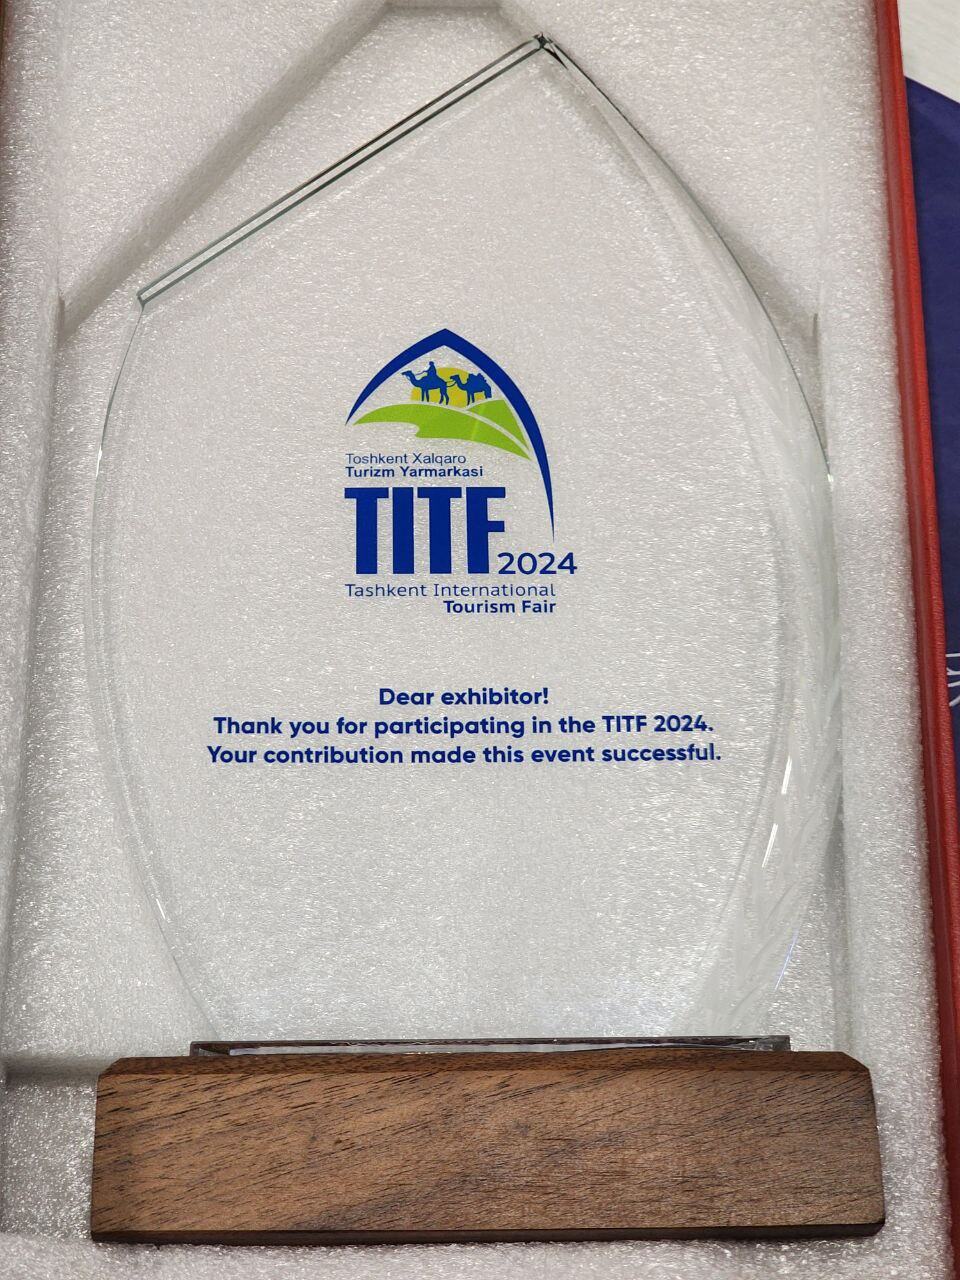 Toshkent Xalqaro
Turizm Yarmarkasi
TITF 2024
Tashkent International
Tourism Fair
Dear exhibitor!
Thank you for participating in the TITF 2024.
Your contribution made this event successful.